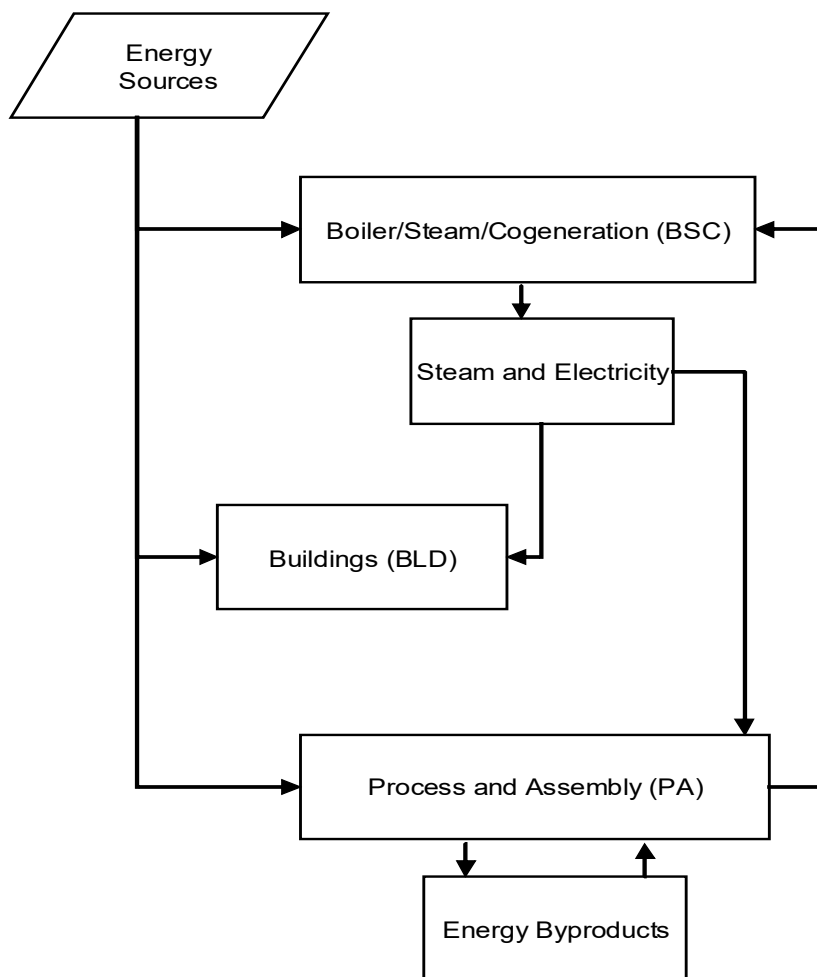 Energy
Sources
Boiler/Steam/Cogeneration (BSC)
Steam and Electricity
Buildings (BLD)
Process and Assembly (PA)
Energy Byproducts